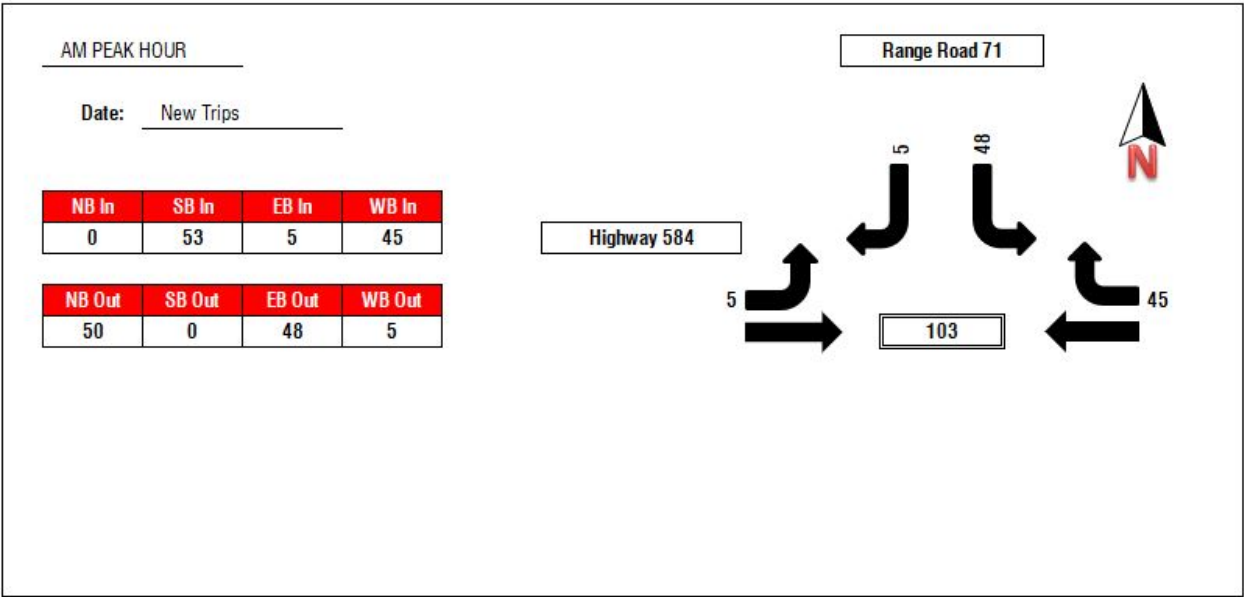 AM PEAK HOUR
Range Road 71
Date: New Trips
N
5 48
NB In SB In EB In WB In
0 53 5 45
Highway 584
NB Out SB Out EB Out WB Out
50 0 48 5
5
45
103